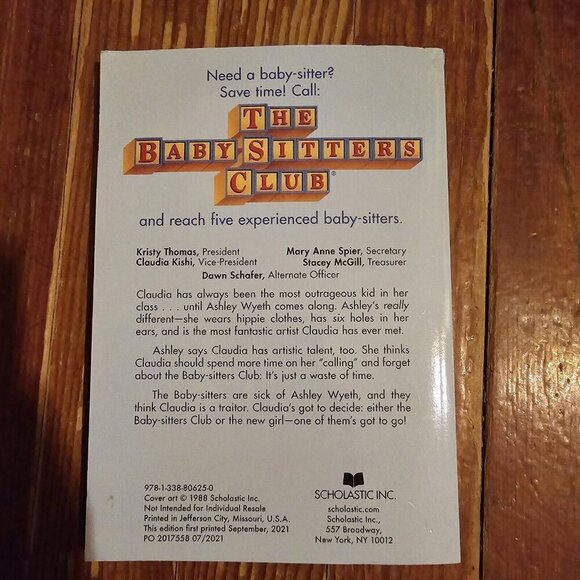 Need a baby-sitter?
Save time! Call:
THE
BABY-SITTERS
CLUB®
and reach five experienced baby-sitters.
Kristy Thomas, President
Mary Anne Spier, Secretary
Claudia Kishi, Vice-President
Stacey McGill, Treasurer
Dawn Schafer, Alternate Officer
Claudia has always been the most outrageous kid in her
class . . . until Ashley Wyeth comes along. Ashley's really
different—she wears hippie clothes, has six holes in her
ears, and is the most fantastic artist Claudia has ever met.
Ashley says Claudia has artistic talent, too. She thinks
Claudia should spend more time on her "calling" and forget
about the Baby-sitters Club: It's just a waste of time.
The Baby-sitters are sick of Ashley Wyeth, and they
think Claudia is a traitor. Claudia's got to decide: either the
Baby-sitters Club or the new girl—one of them's got to go!
978-1-338-80625-0
Cover art © 1988 Scholastic Inc.
Not Intended for Individual Resale
Printed in Jefferson City, Missouri, U.S.A.
This edition first printed September, 2021
PO 2017558 07/2021
SCHOLASTIC INC.
scholastic.com
Scholastic Inc.,
557 Broadway,
New York, NY 10012